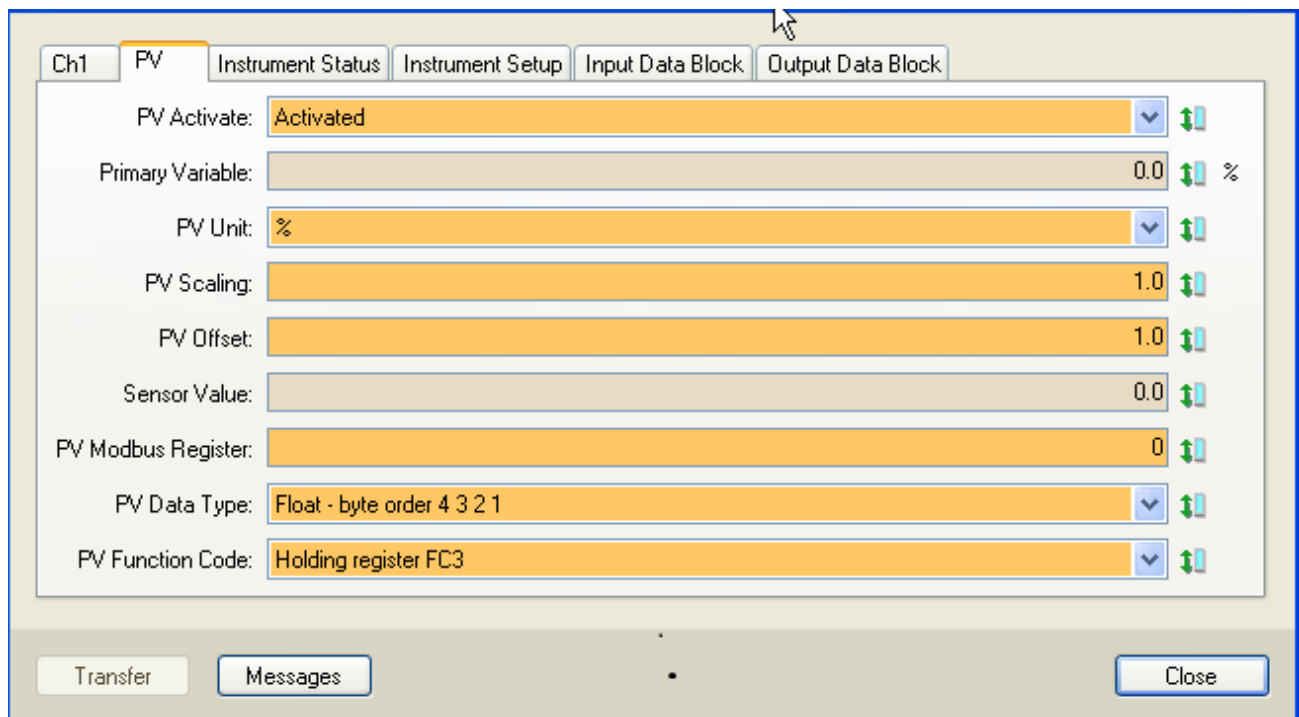 Ch1 PV Instrument Status Instrument Setup Input Data Block Output Data Block
PV Activate: Activated
Primary Variable: 0.0 %
PV Unit: %
PV Scaling: 1.0
PV Offset: 1.0
Sensor Value: 0.0
PV Modbus Register: 0
PV Data Type: Float - byte order 4 3 2 1
PV Function Code: Holding register FC3
Transfer Messages Close